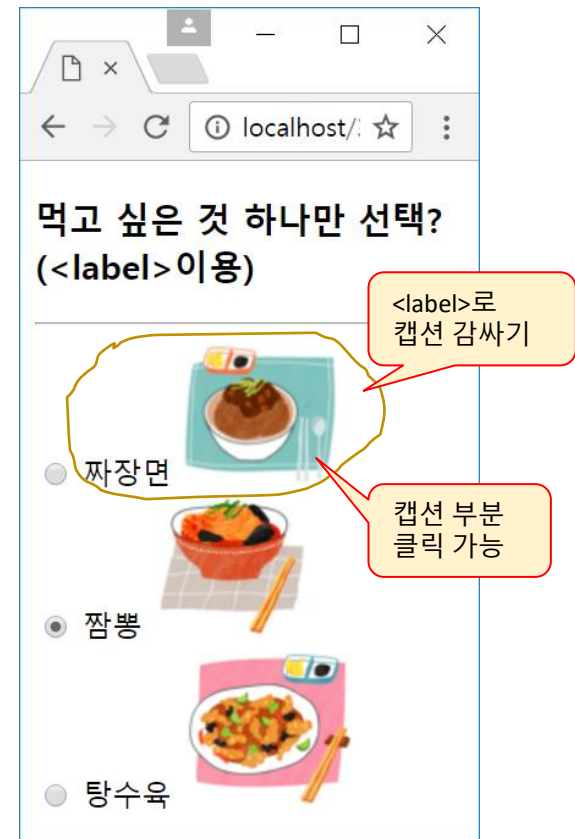 localhost/:
먹고 싶은 것 하나만 선택?
(<label>이용)
<label>로
캡션 감싸기
짜장면
캡션 부분
클릭 가능
짬뽕
탕수육